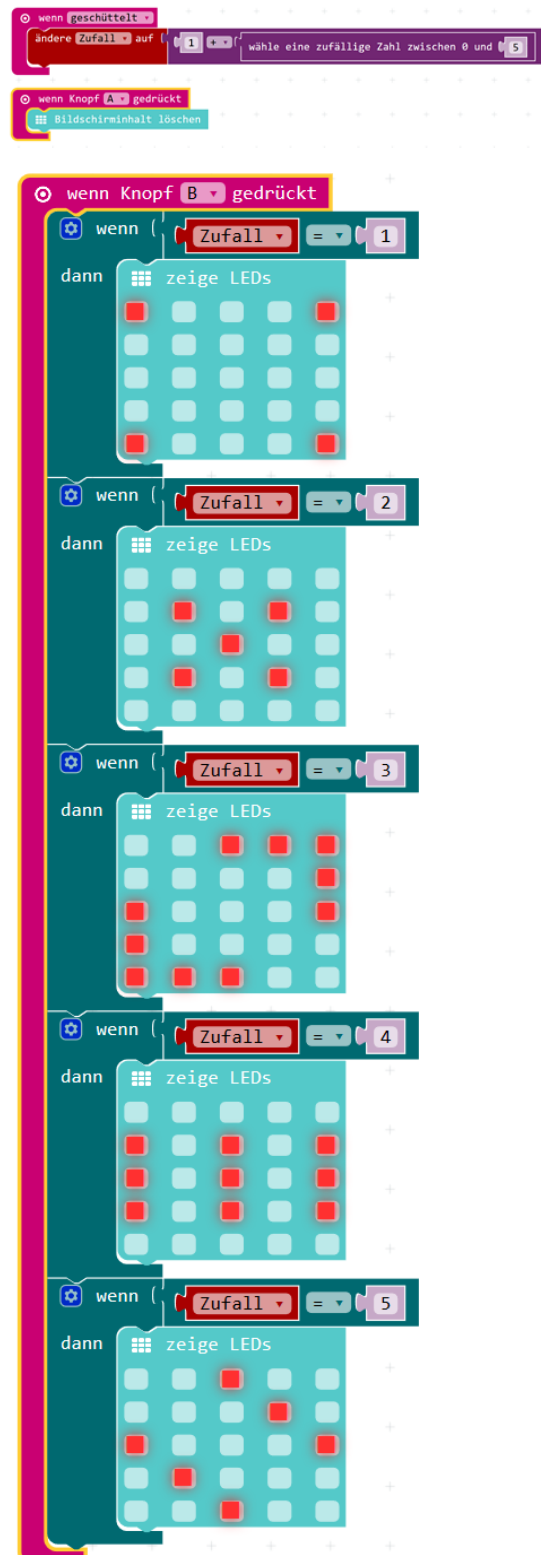 wenn geschüttelt
ändere Zufall auf 1 + wähle eine zufällige Zahl zwischen 0 und 5
wenn Knopf A gedrückt
Bildschirminhalt löschen
wenn Knopf B gedrückt
wenn Zufall = 1
dann zeige LEDs
wenn Zufall = 2
dann zeige LEDs
wenn Zufall = 3
dann zeige LEDs
wenn Zufall = 4
dann zeige LEDs
wenn Zufall = 5
dann zeige LEDs